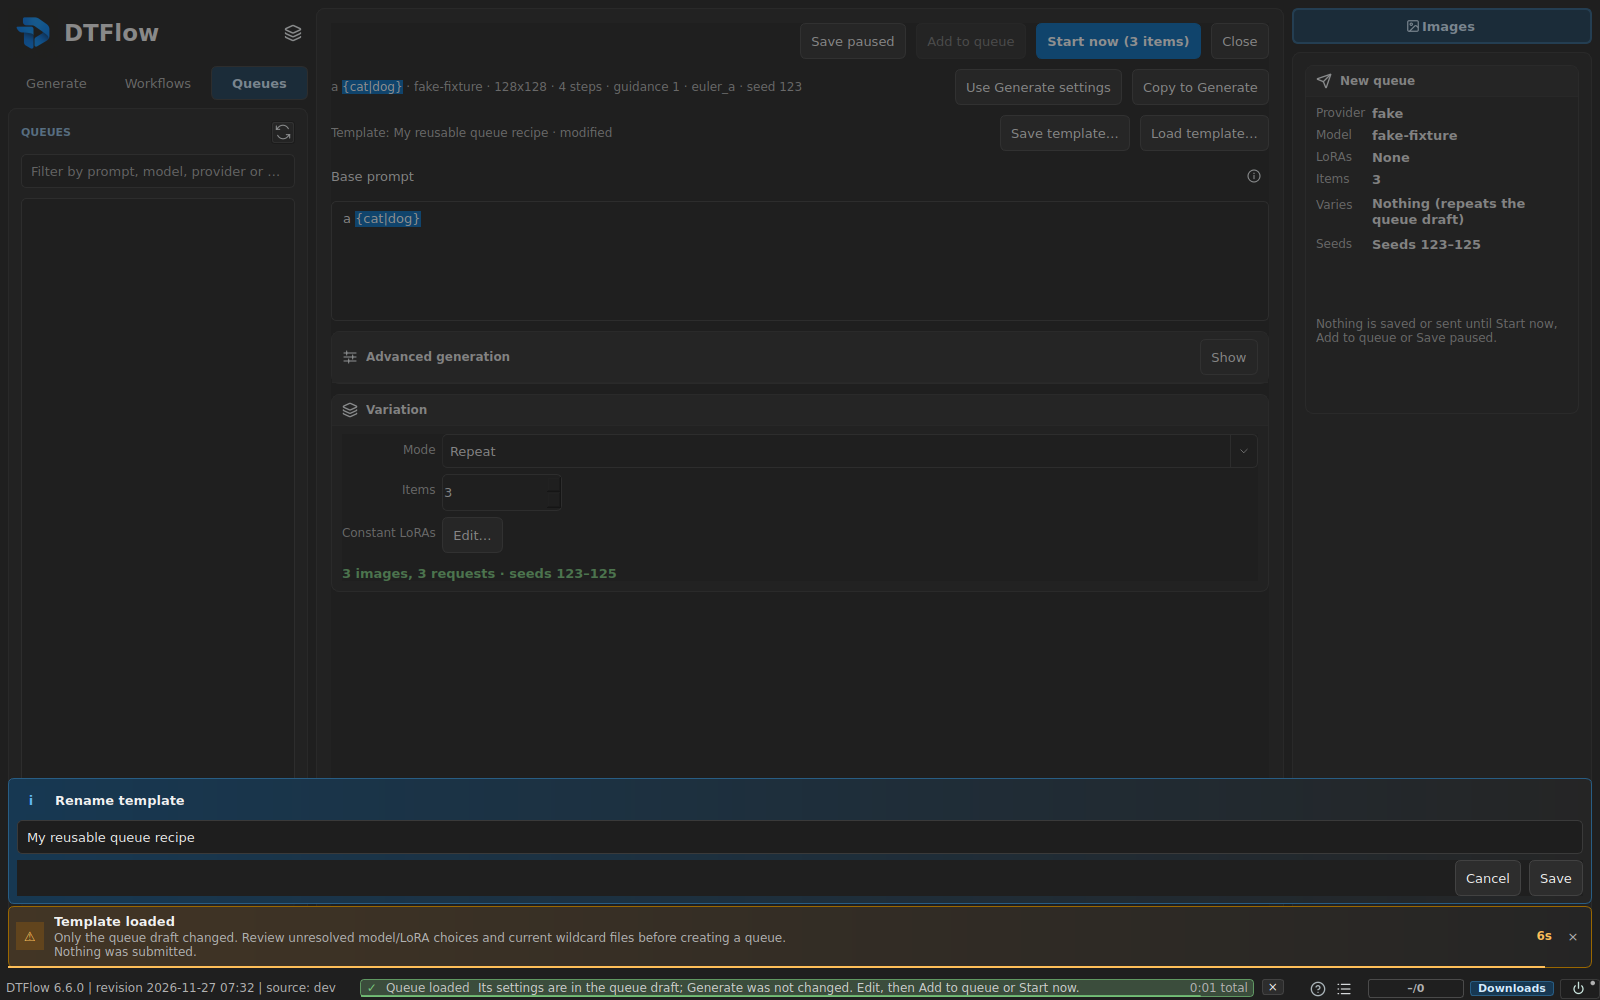 DTFlow
Generate
Workflows
Queues
QUEUES
Filter by prompt, model, provider or ...
Save paused
Add to queue
Start now (3 items)
Close
a {cat|dog} · fake-fixture · 128x128 · 4 steps · guidance 1 · euler_a · seed 123
Use Generate settings
Copy to Generate
Template: My reusable queue recipe · modified
Save template...
Load template...
Base prompt
a {cat|dog}
Advanced generation
Show
Variation
Mode
Repeat
Items
3
Constant LoRAs
Edit...
3 images, 3 requests · seeds 123–125
Images
New queue
Provider fake
Model fake-fixture
LoRAs None
Items 3
Varies Nothing (repeats the
queue draft)
Seeds Seeds 123–125
Nothing is saved or sent until Start now,
Add to queue or Save paused.
Rename template
My reusable queue recipe
Cancel
Save
Template loaded
Only the queue draft changed. Review unresolved model/LoRA choices and current wildcard files before creating a queue.
Nothing was submitted.
6s
DTFlow 6.6.0 | revision 2026-11-27 07:32 | source: dev
✓ Queue loaded Its settings are in the queue draft; Generate was not changed. Edit, then Add to queue or Start now.
0:01 total
–/0
Downloads